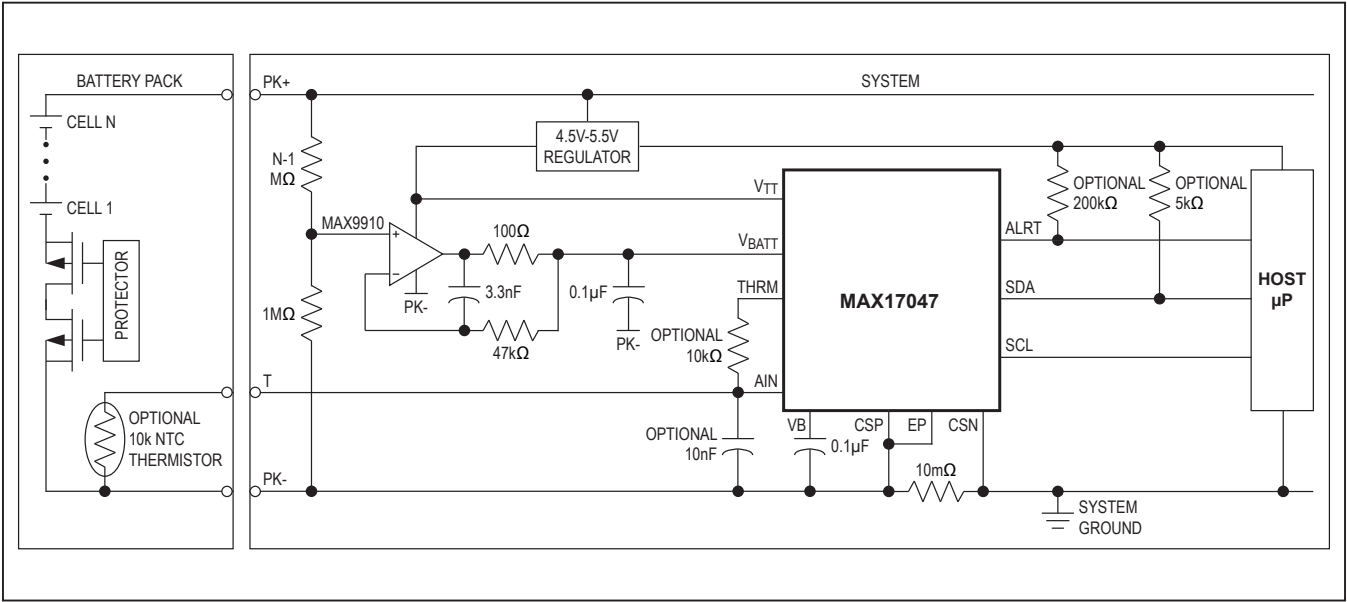 BATTERY PACK
PK+
SYSTEM
CELL N
4.5V-5.5V
REGULATOR
N-1
MΩ
VTT
OPTIONAL
200kΩ
OPTIONAL
5kΩ
CELL 1
MAX9910
+
−
100Ω
VBATT
ALRT
PROTECTOR
PK-
3.3nF
0.1µF
THRM
MAX17047
SDA
HOST
µP
1MΩ
47kΩ
PK-
OPTIONAL
10kΩ
SCL
T
AIN
OPTIONAL
10k NTC
THERMISTOR
OPTIONAL
10nF
VB
0.1µF
CSP
EP
CSN
10mΩ
PK-
SYSTEM
GROUND